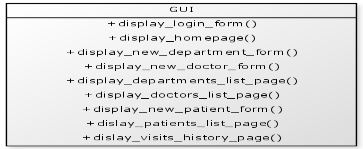 GUI
+display_login_form()
+display_homepage()
+display_new_department_form()
+display_new_doctor_form()
+display_departments_list_page()
+display_doctors_list_page()
+display_new_patient_form()
+dislay_patients_list_page()
+dislay_visits_history_page()